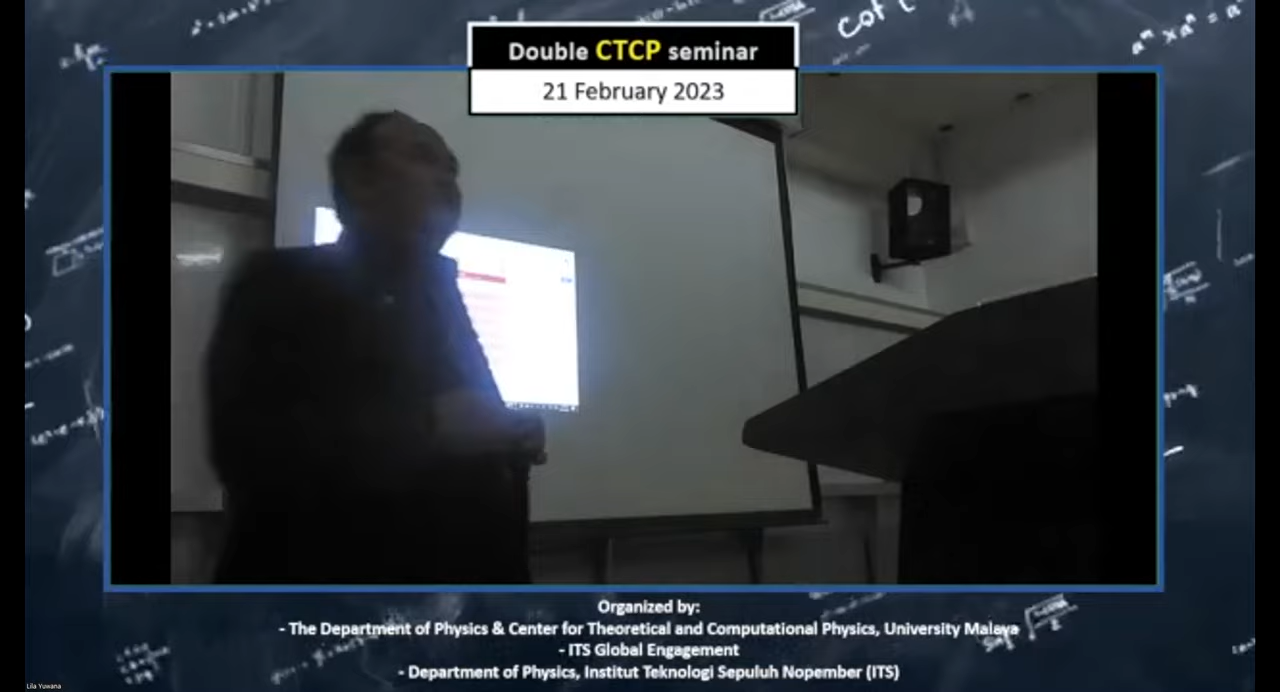 cot
Double CTCP seminar
21 February 2023
Organized by:
- The Department of Physics & Center for Theoretical and Computational Physics, University Malaya
- ITS Global Engagement
- Department of Physics, Institut Teknologi Sepuluh Nopember (ITS)
Lila Yuwana